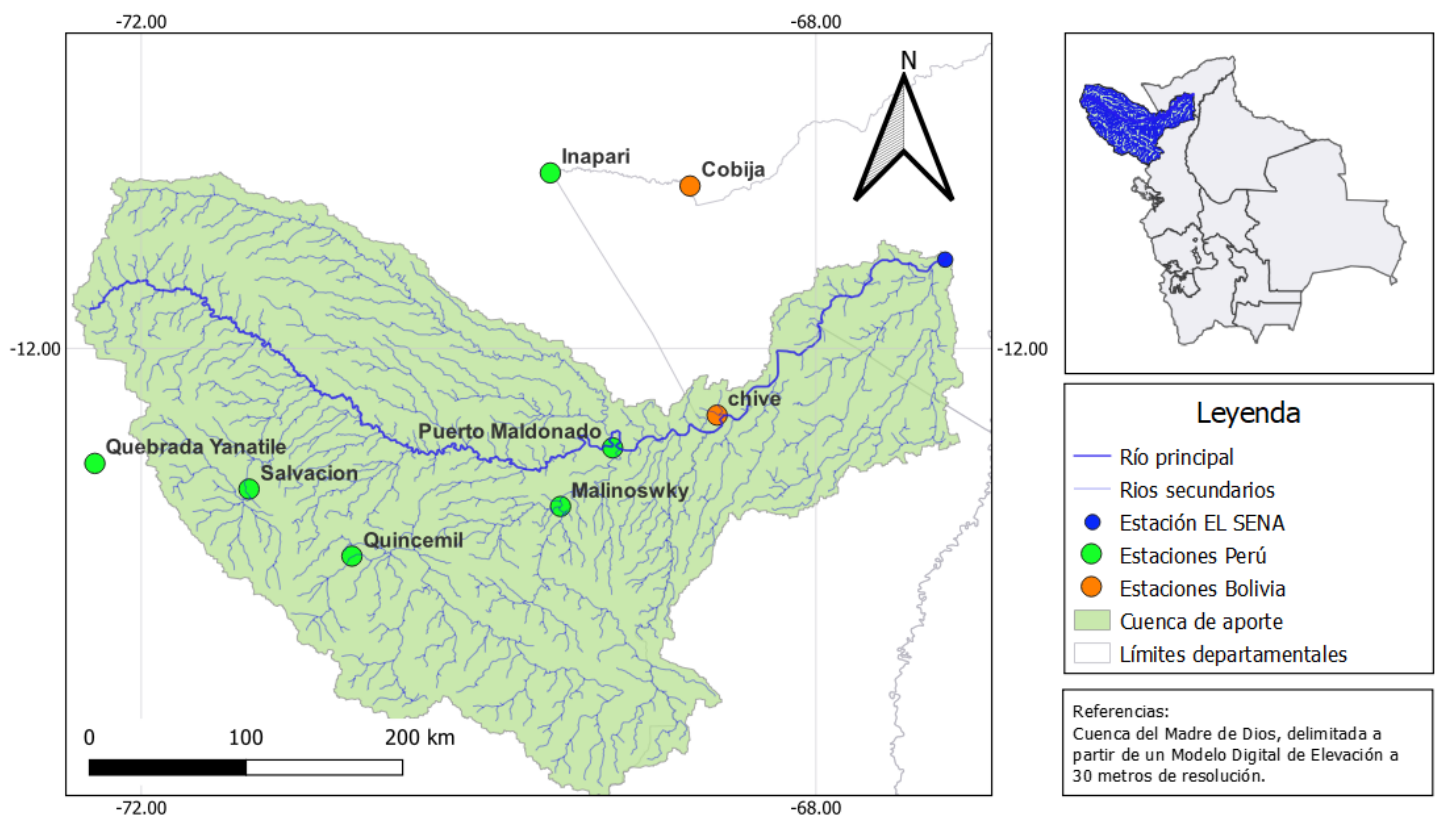 -72.00
-68.00
N
Inapari
Cobija
-12.00
-12.00
chive
Puerto Maldonado
Quebrada Yanatile
Salvacion
Malinoswky
Quincemil
0
100
200 km
-72.00
-68.00
Leyenda
Río principal
Rios secundarios
Estación EL SENA
Estaciones Perú
Estaciones Bolivia
Cuenca de aporte
Límites departamentales
Referencias:
Cuenca del Madre de Dios, delimitada a
partir de un Modelo Digital de Elevación a
30 metros de resolución.